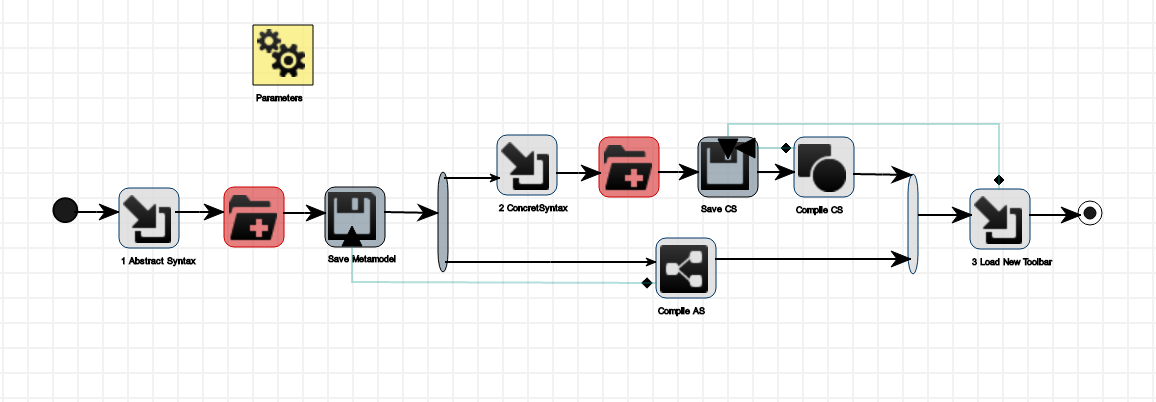 Parameters
2 ConcretSyntax
Save CS
Compile CS
1 Abstract Syntax
Save Metamodel
3 Load New Toolbar
Compile AS